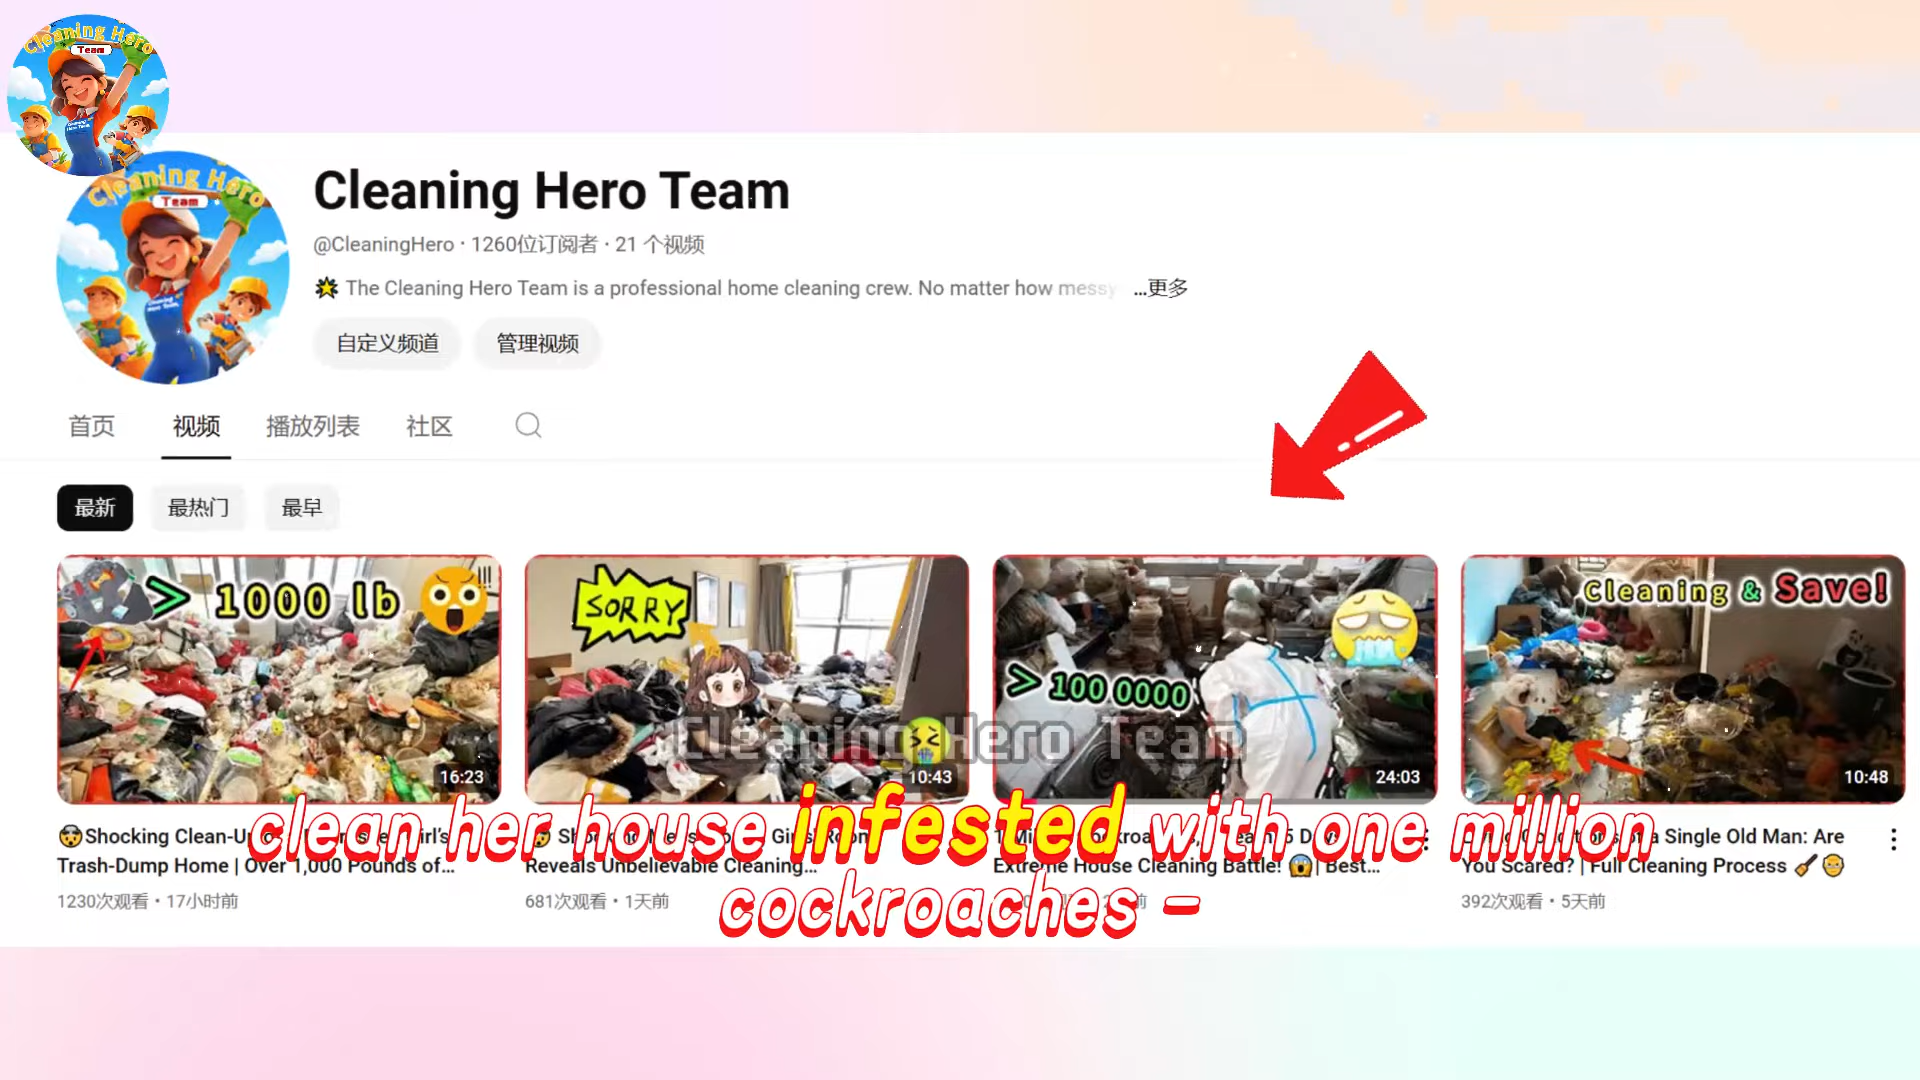 Cleaning Hero
Team
Cleaning Hero
Team
Cleaning Hero Team
@CleaningHero · 1260位订阅者 · 21 个视频
The Cleaning Hero Team is a professional home cleaning crew. No matter how messy ...更多
自定义频道 管理视频
首页 视频 播放列表 社区
最新 最热门 最早
> 1000 lb !!!
SORRY
> 100 0000
Cleaning & Save!
Cleaning Hero Team
16:23 10:43 24:03 10:48
clean her house infested with one million
cockroaches -
Shocking Clean-Up
Trash-Dump Home | Over 1,000 Pounds of...
Reveals Unbelievable Cleaning...
Extreme House Cleaning Battle! | Best...
a Single Old Man: Are
You Scared? | Full Cleaning Process
1230次观看 · 17小时前
681次观看 · 1天前
392次观看 · 5天前